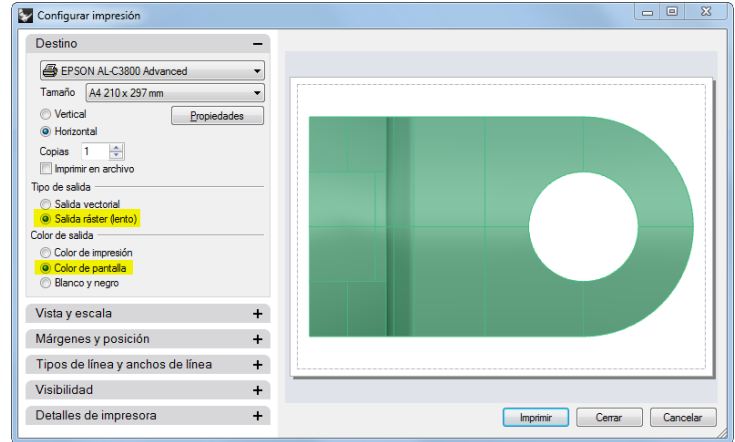 Configurar impresión
Destino
EPSON AL-C3800 Advanced
Tamaño A4 210 x 297 mm
Vertical Propiedades
Horizontal
Copias 1
Imprimir en archivo
Tipo de salida
Salida vectorial
Salida ráster (lento)
Color de salida
Color de impresión
Color de pantalla
Blanco y negro
Vista y escala
Márgenes y posición
Tipos de línea y anchos de línea
Visibilidad
Detalles de impresora
Imprimir Cerrar Cancelar